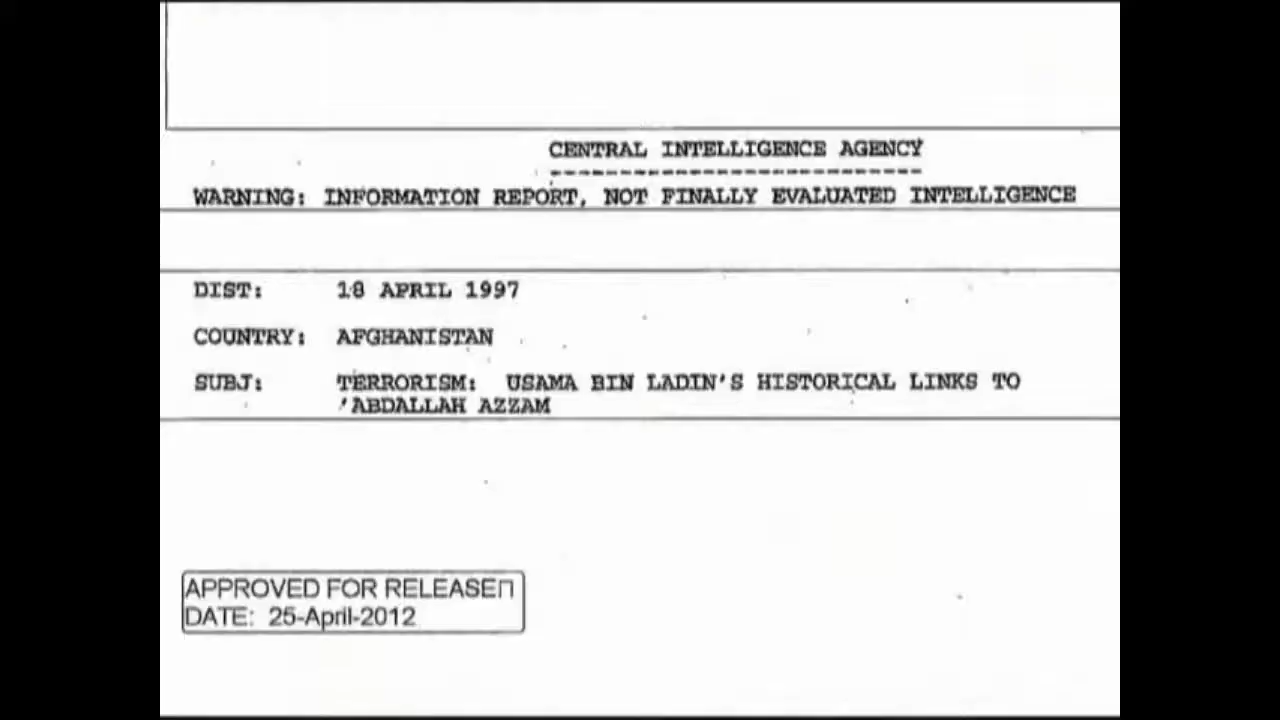 CENTRAL INTELLIGENCE AGENCY
WARNING: INFORMATION REPORT, NOT FINALLY EVALUATED INTELLIGENCE
DIST: 18 APRIL 1997
COUNTRY: AFGHANISTAN
SUBJ: TERRORISM: USAMA BIN LADIN'S HISTORICAL LINKS TO
'ABDALLAH AZZAM
APPROVED FOR RELEASE
DATE: 25-April-2012